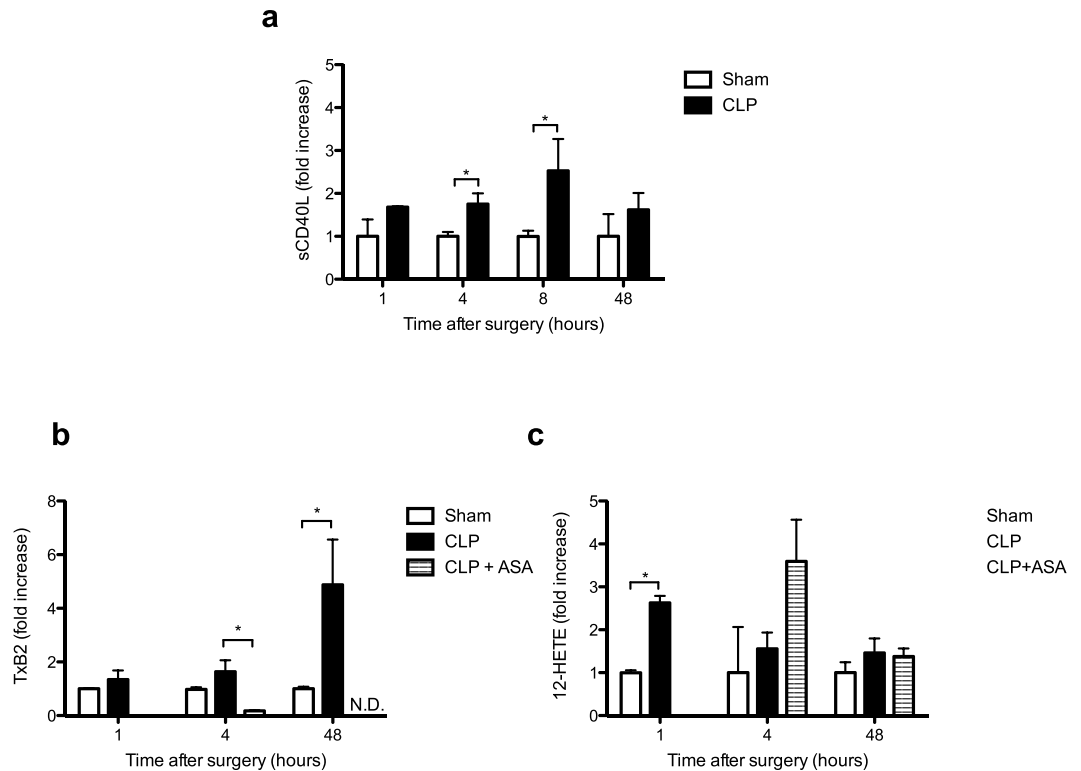 a
5
4
3
2
1
0
sCD40L (fold increase)
*
*
Sham
CLP
1 4 8 48
Time after surgery (hours)
b
8
6
4
2
0
TxB2 (fold increase)
*
*
N.D.
Sham
CLP
CLP + ASA
1 4 48
Time after surgery (hours)
c
5
4
3
2
1
0
12-HETE (fold increase)
*
Sham
CLP
CLP+ASA
1 4 48
Time after surgery (hours)